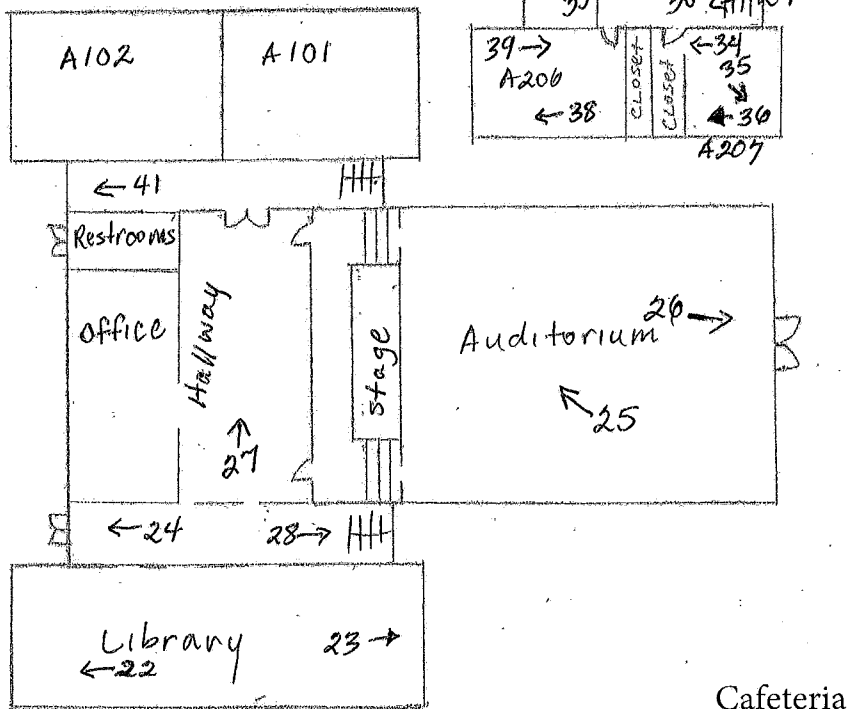 A102
A101
39→ ←34
A206 35
closet
closet
←38
36
A207
←41
Restrooms
Office
Hallway
27
stage
Auditorium
26→
25
←24
28→
Library
23→
←22
Cafeteria